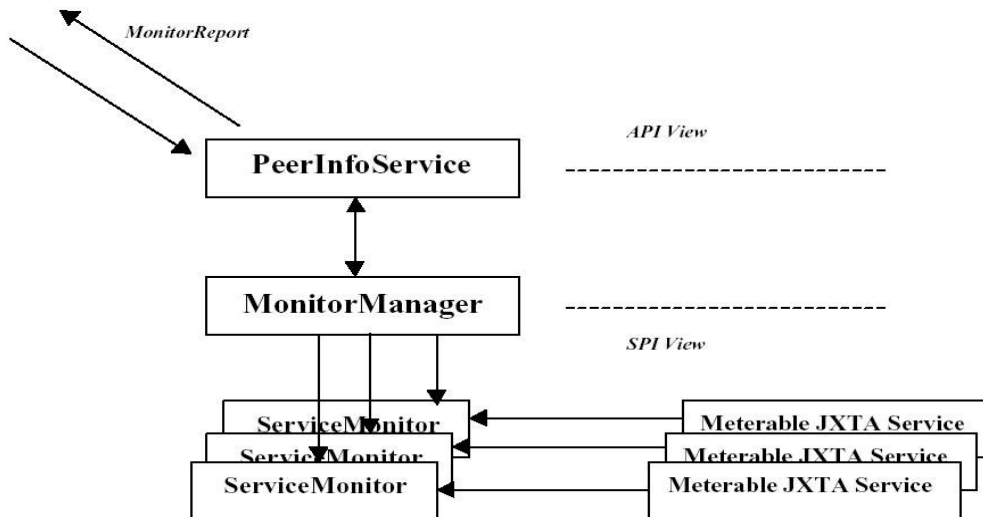 MonitorReport
API View
PeerInfoService
MonitorManager
SPI View
ServiceMonitor
Meterable JXTA Service
ServiceMonitor
Meterable JXTA Service
ServiceMonitor
Meterable JXTA Service